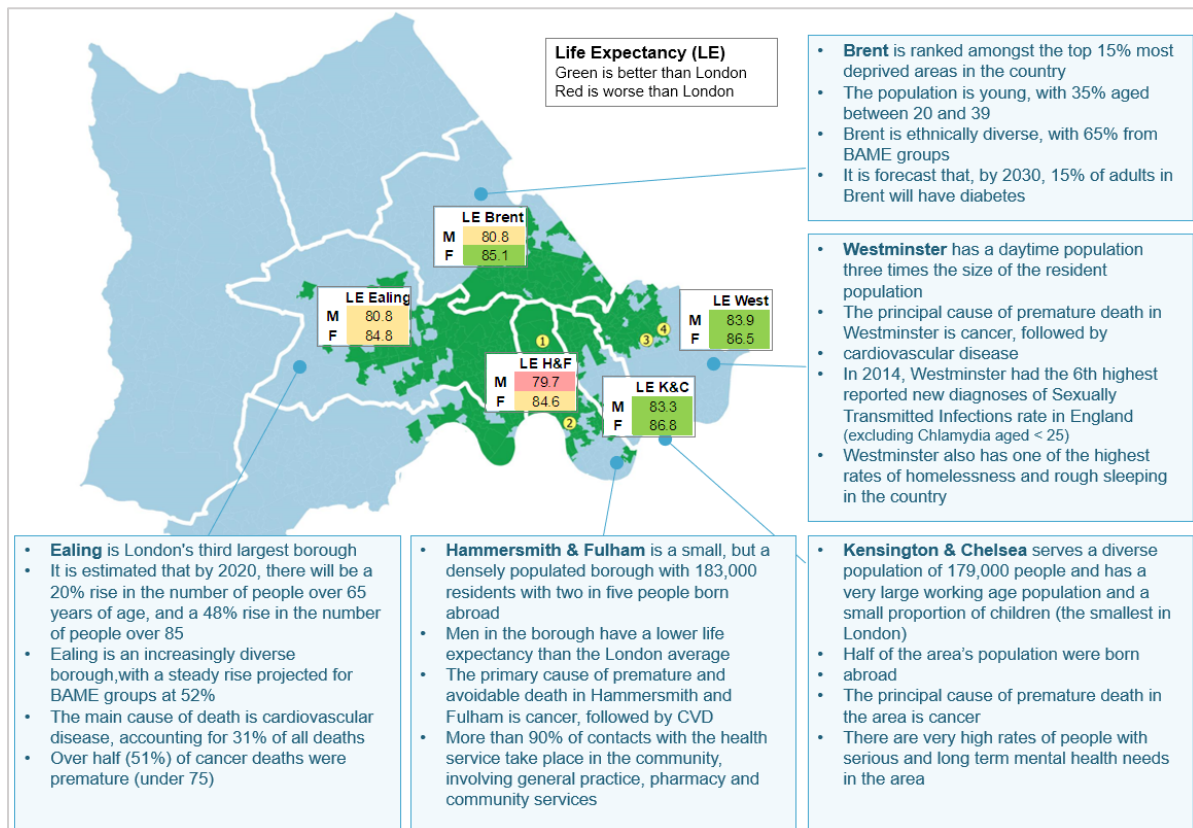 Life Expectancy (LE)
Green is better than London
Red is worse than London
LE Brent
M 80.8
F 85.1
LE Ealing
M 80.8
F 84.8
LE West
M 83.9
F 86.5
LE H&F
M 79.7
F 84.6
LE K&C
M 83.3
F 86.8
1
2
3
4
• Brent is ranked amongst the top 15% most
deprived areas in the country
• The population is young, with 35% aged
between 20 and 39
• Brent is ethnically diverse, with 65% from
BAME groups
• It is forecast that, by 2030, 15% of adults in
Brent will have diabetes
• Westminster has a daytime population
three times the size of the resident
population
• The principal cause of premature death in
Westminster is cancer, followed by
• cardiovascular disease
• In 2014, Westminster had the 6th highest
reported new diagnoses of Sexually
Transmitted Infections rate in England
(excluding Chlamydia aged < 25)
• Westminster also has one of the highest
rates of homelessness and rough sleeping
in the country
• Ealing is London's third largest borough
• It is estimated that by 2020, there will be a
20% rise in the number of people over 65
years of age, and a 48% rise in the number
of people over 85
• Ealing is an increasingly diverse
borough,with a steady rise projected for
BAME groups at 52%
• The main cause of death is cardiovascular
disease, accounting for 31% of all deaths
• Over half (51%) of cancer deaths were
premature (under 75)
• Hammersmith & Fulham is a small, but a
densely populated borough with 183,000
residents with two in five people born
abroad
• Men in the borough have a lower life
expectancy than the London average
• The primary cause of premature and
avoidable death in Hammersmith and
Fulham is cancer, followed by CVD
• More than 90% of contacts with the health
service take place in the community,
involving general practice, pharmacy and
community services
• Kensington & Chelsea serves a diverse
population of 179,000 people and has a
very large working age population and a
small proportion of children (the smallest in
London)
• Half of the area’s population were born
• abroad
• The principal cause of premature death in
the area is cancer
• There are very high rates of people with
serious and long term mental health needs
in the area